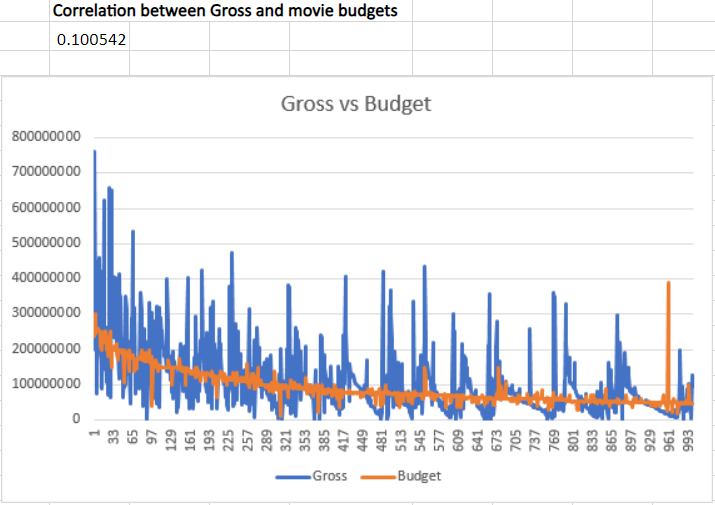 Correlation between Gross and movie budgets
0.100542
Gross vs Budget
800000000
700000000
600000000
500000000
400000000
300000000
200000000
100000000
0
1 33 65 97 129 161 193 225 257 289 321 353 385 417 449 481 513 545 577 609 641 673 705 737 769 801 833 865 897 929 961 993
Gross Budget